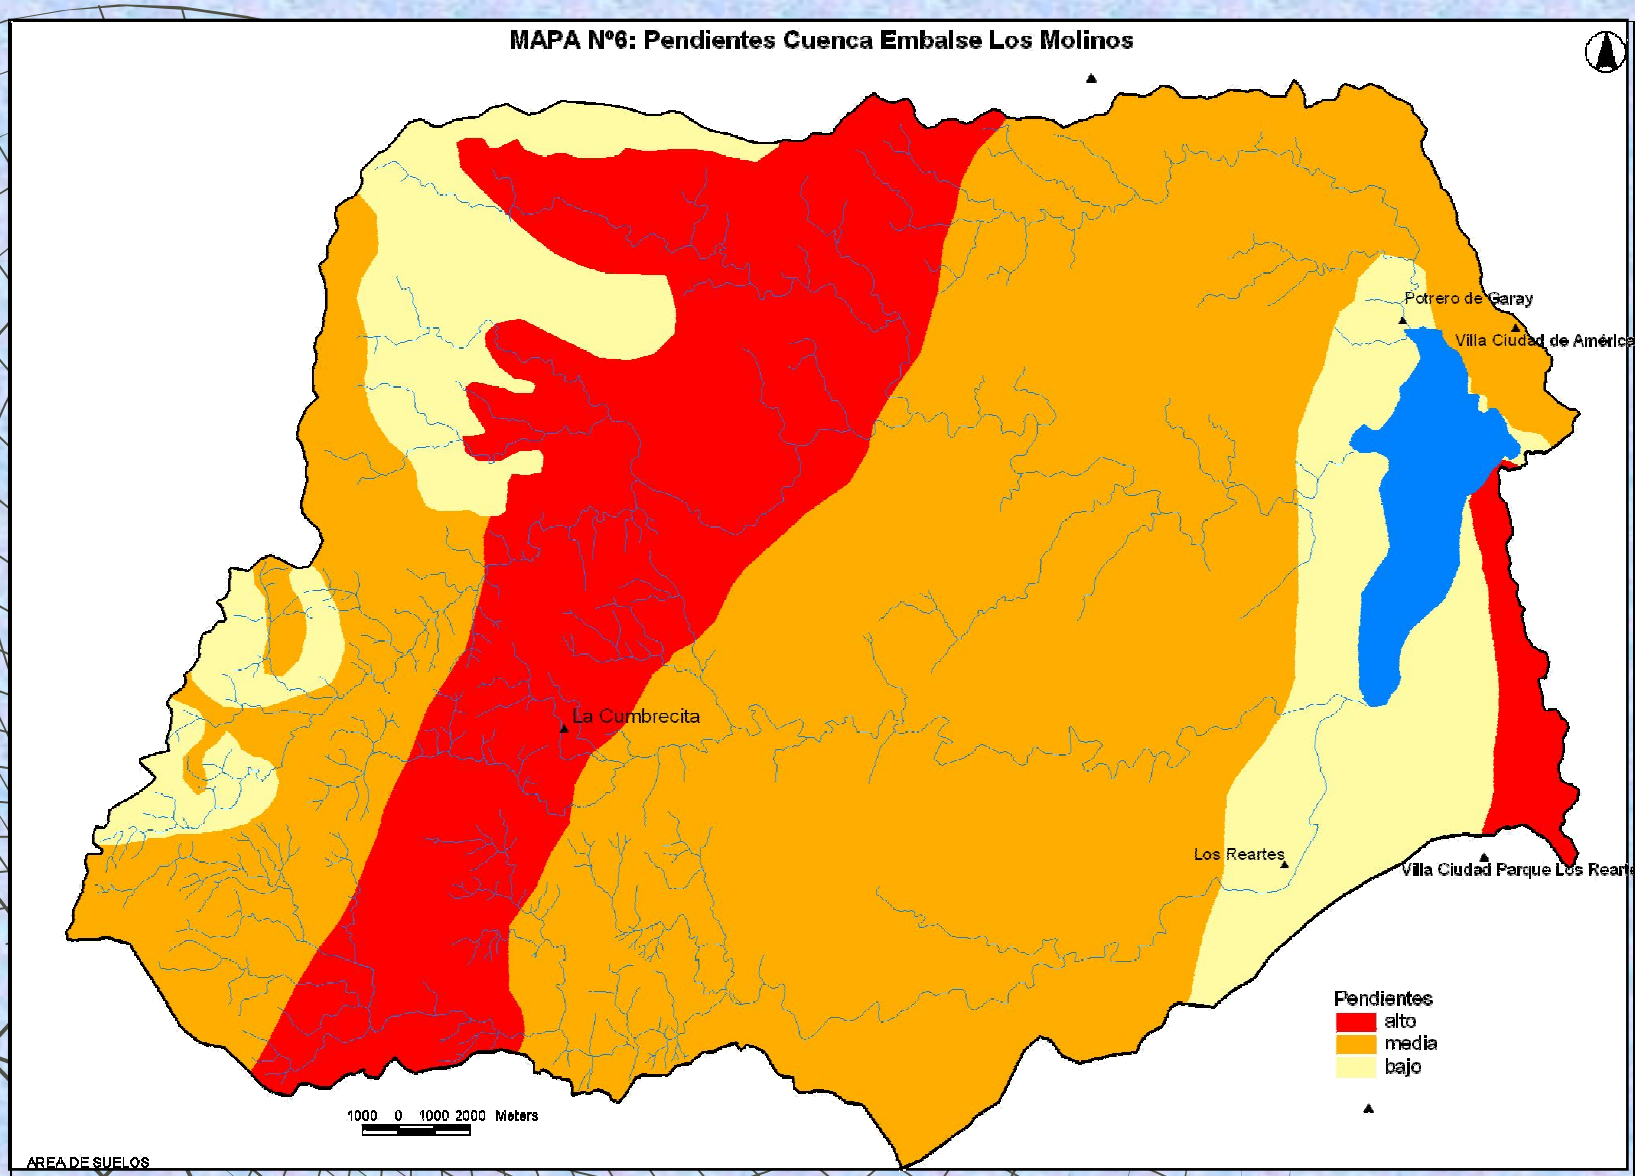 MAPA Nº6: Pendientes Cuenca Embalse Los Molinos
Potrero de Garay
Villa Ciudad de América
La Cumbrecita
Los Reartes
Villa Ciudad Parque Los Rearte
Pendientes
alto
media
bajo
1000 0 1000 2000 Meters
AREA DE SUELOS